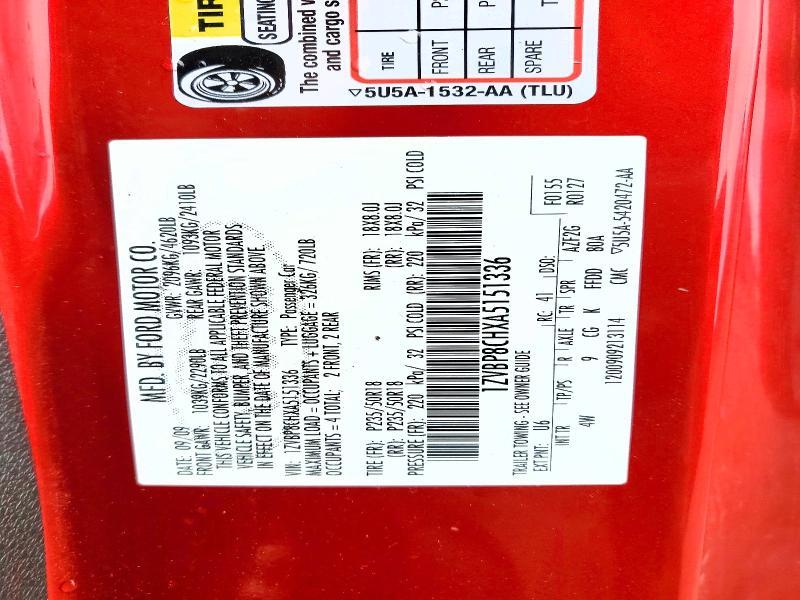 TIR
SEATING
The combined w
and cargo s
TIRE
FRONT P
REAR P
SPARE T
▽5U5A-1532-AA (TLU)
MFD. BY FORD MOTOR CO.
DATE: 09/09 GVWR: 2096KG/4620LB
FRONT GAWR: 1039KG/2290LB REAR GAWR: 1093KG/2410LB
THIS VEHICLE CONFORMS TO ALL APPLICABLE FEDERAL MOTOR
VEHICLE SAFETY, BUMPER, AND THEFT PREVENTION STANDARDS
IN EFFECT ON THE DATE OF MANUFACTURE SHOWN ABOVE.
VIN: 1ZVBP8CHXA5151336 TYPE: Passenger Car
MAXIMUM LOAD = OCCUPANTS + LUGGAGE = 326KG/720LB
OCCUPANTS = 4 TOTAL; 2 FRONT, 2 REAR
TIRE (FR): P235/50R18 RIMS (FR): 18X8.0J
(RR): P235/50R18 (RR): 18X8.0J
PRESSURE (FR): 220 kPa/ 32 PSI COLD (RR): 220 kPa/ 32 PSI COLD
1ZVBP8CHXA5151336
TRAILER TOWING - SEE OWNER GUIDE F0155
EXT PNT: U6 RC: 41 DSO: R0127
INT TR TP/PS R AXLE TR SPR AZF2G
4W 9 CG K FFDD 80A
1200909213114 CMC ▽5U5A-5420472-AA